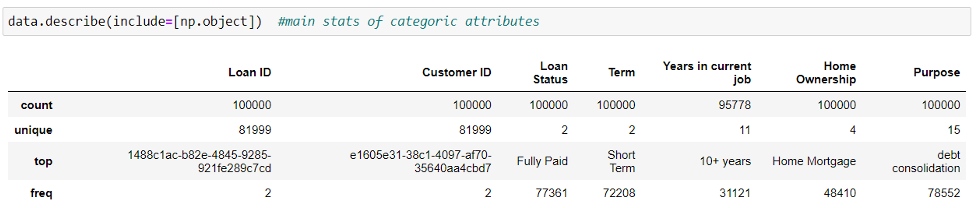 data.describe(include=[np.object])  #main stats of categoric attributes
Loan ID Customer ID Loan Status Term Years in current job Home Ownership Purpose
count 100000 100000 100000 100000 95778 100000 100000
unique 81999 81999 2 2 11 4 15
top 1488c1ac-b82e-4845-9285-921fe289c7cd e1605e31-38c1-4097-af70-35640aa4cbd7 Fully Paid Short Term 10+ years Home Mortgage debt consolidation
freq 2 2 77361 72208 31121 48410 78552